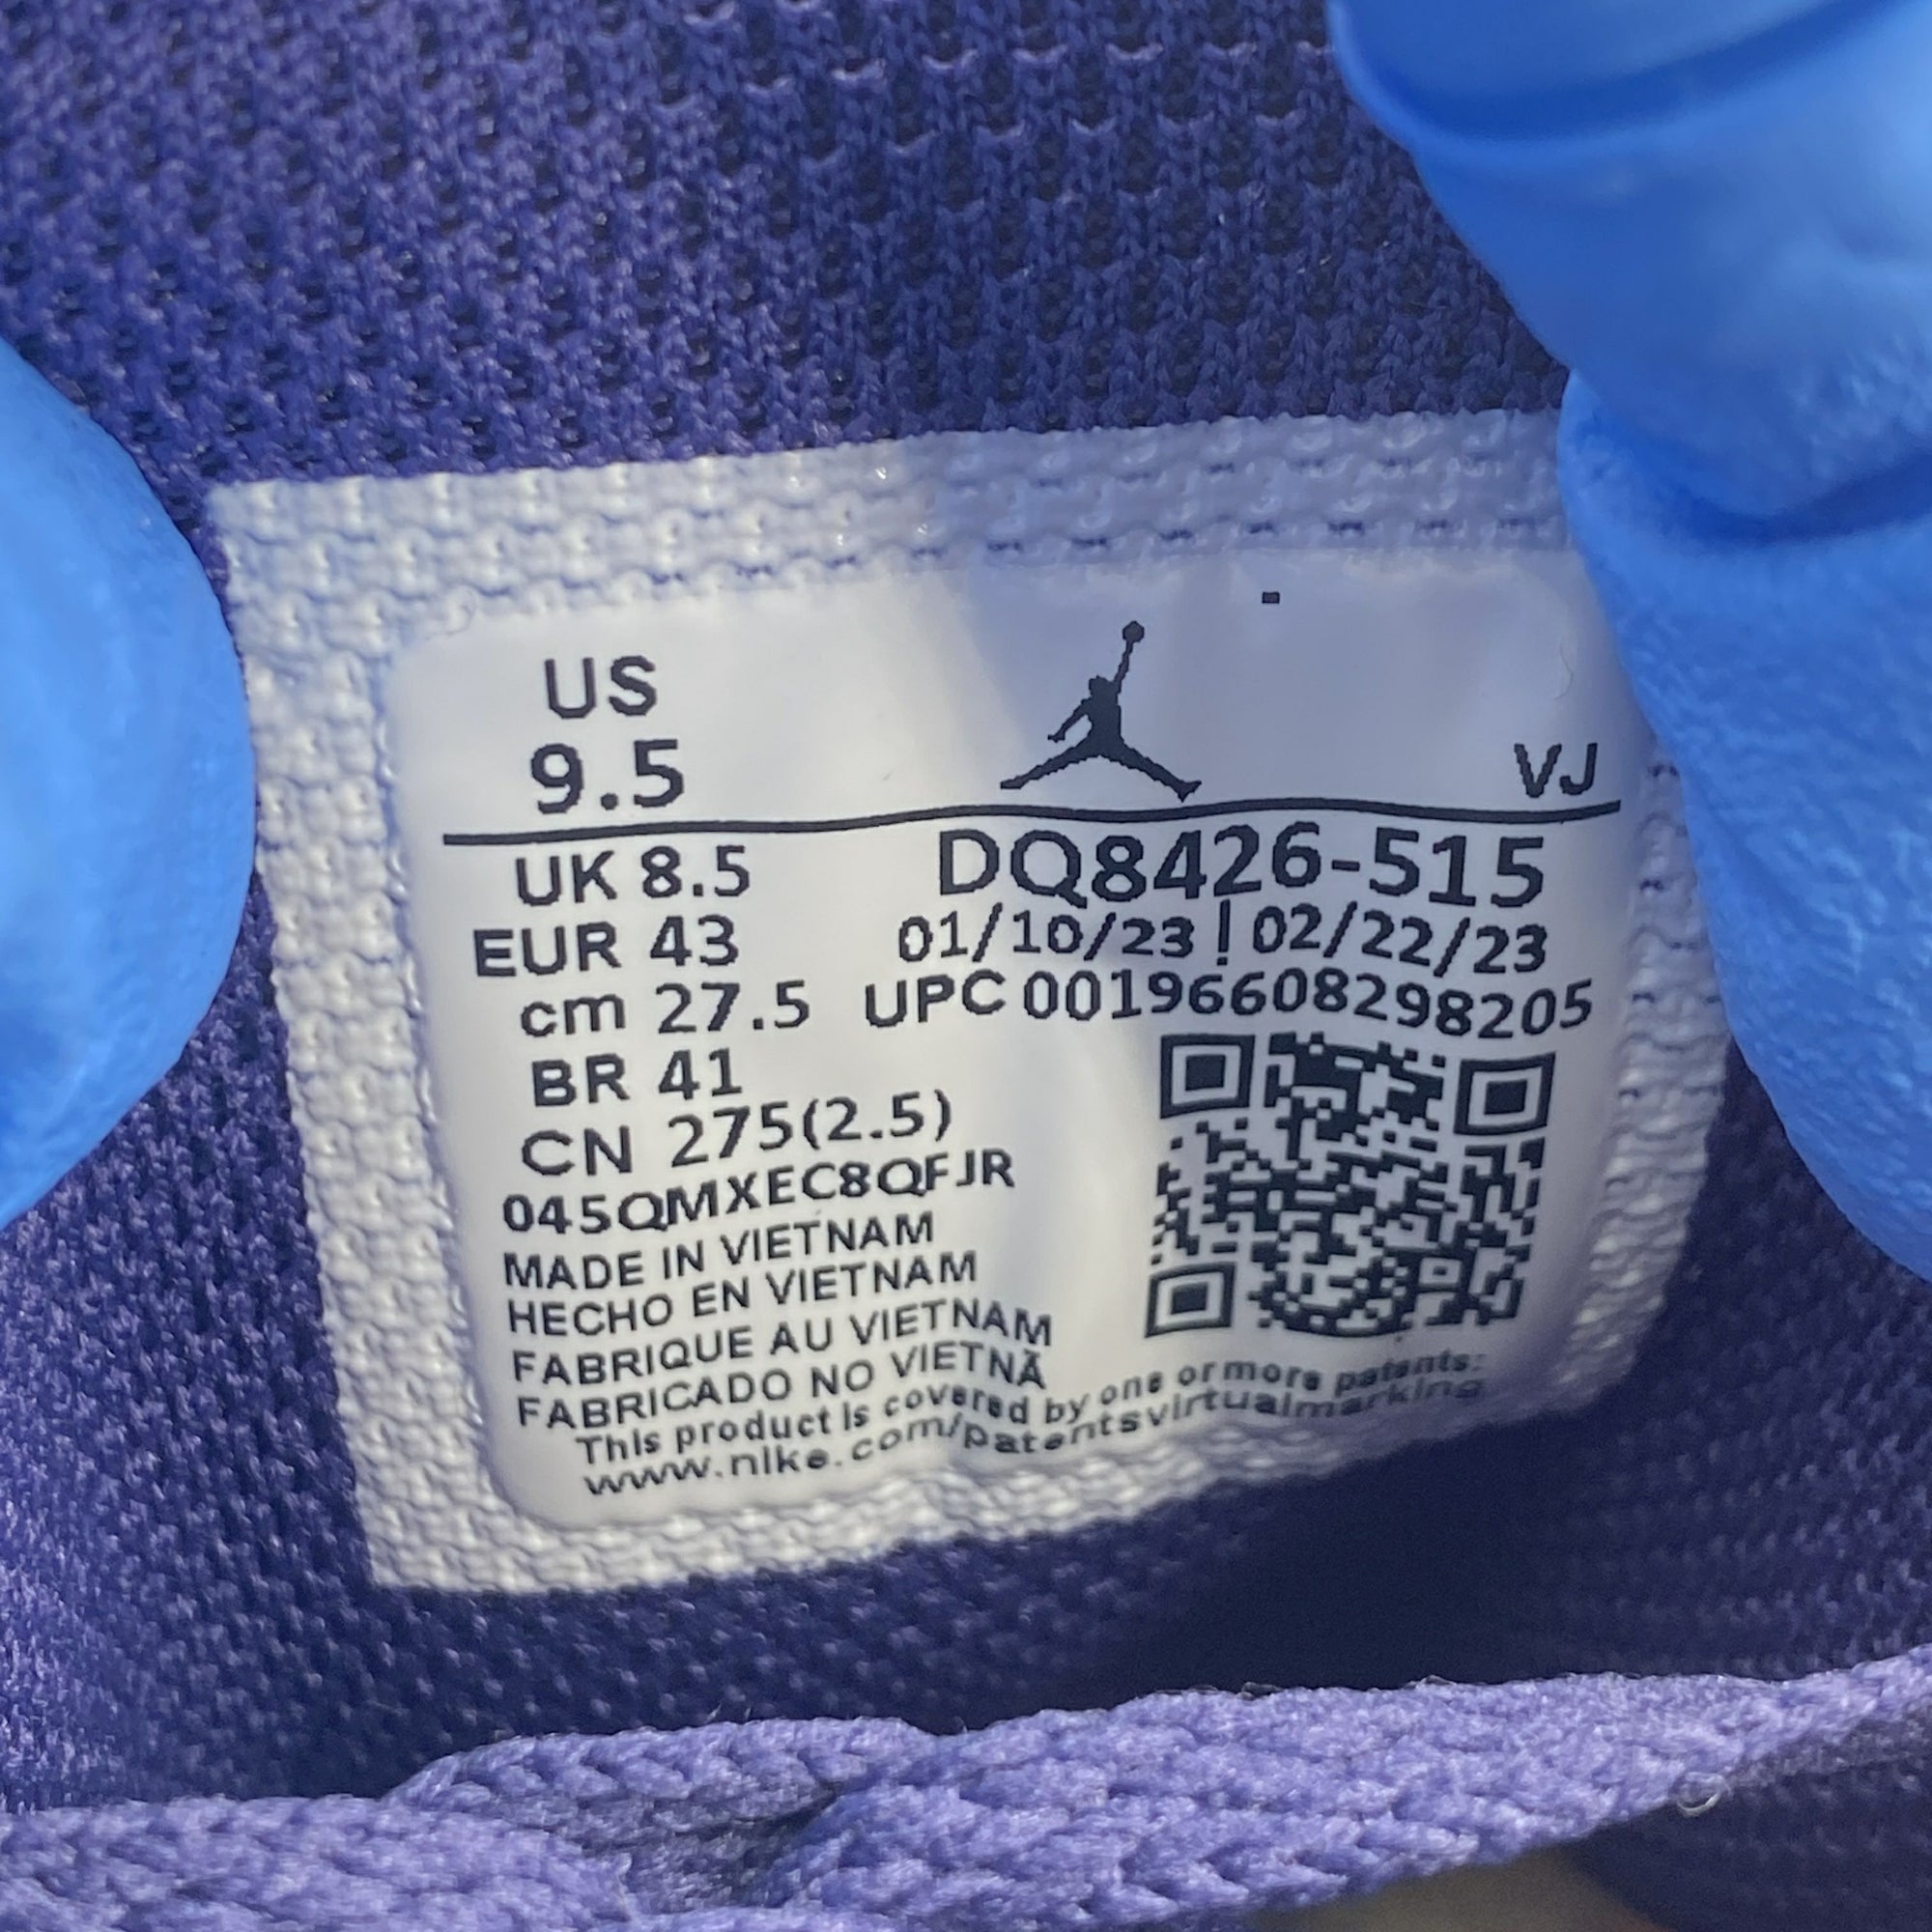 US
9.5
VJ
UK 8.5
DQ8426-515
EUR 43
01/10/23 | 02/22/23
cm 27.5
UPC 00196608298205
BR 41
CN 275(2.5)
045QMXEC8QFJR
MADE IN VIETNAM
HECHO EN VIETNAM
FABRIQUE AU VIETNAM
FABRICADO NO VIETNÃ
This product is covered by one or more patents:
www.nike.com/patentsvirtualmarking